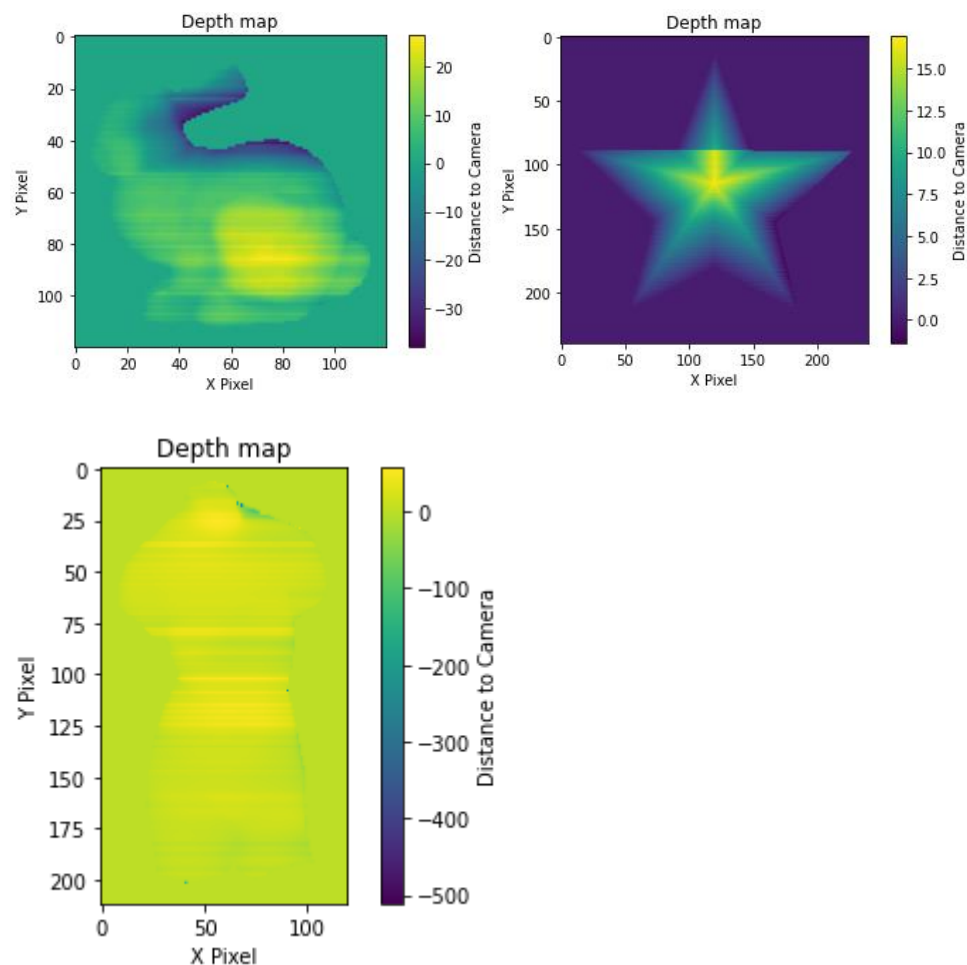 Depth map
0
20
40
60
80
100
Y Pixel
0 20 40 60 80 100
X Pixel
20
10
0
−10
−20
−30
Distance to Camera
Depth map
0
50
100
150
200
Y Pixel
0 50 100 150 200
X Pixel
15.0
12.5
10.0
7.5
5.0
2.5
0.0
Distance to Camera
Depth map
0
25
50
75
100
125
150
175
200
Y Pixel
0 50 100
X Pixel
0
−100
−200
−300
−400
−500
Distance to Camera